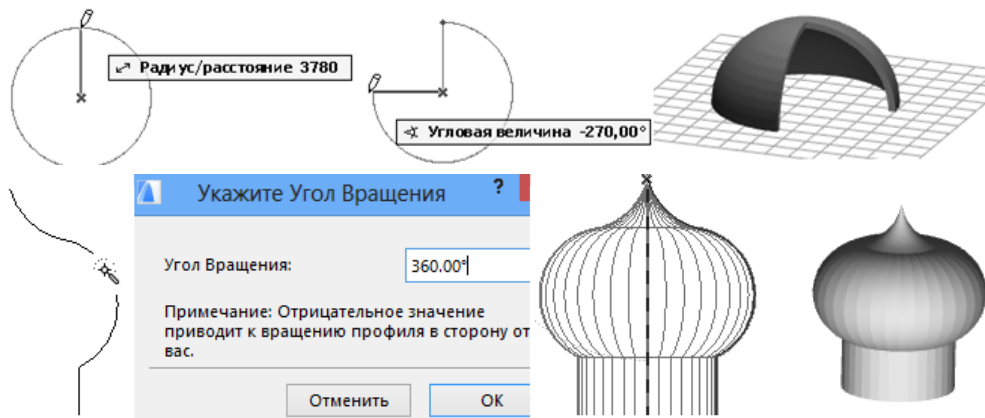 Радиус/расстояние 3780
Угловая величина -270,00°
Укажите Угол Вращения ?
Угол Вращения: 360.00°
Примечание: Отрицательное значение
приводит к вращению профиля в сторону от
вас.
Отменить OK